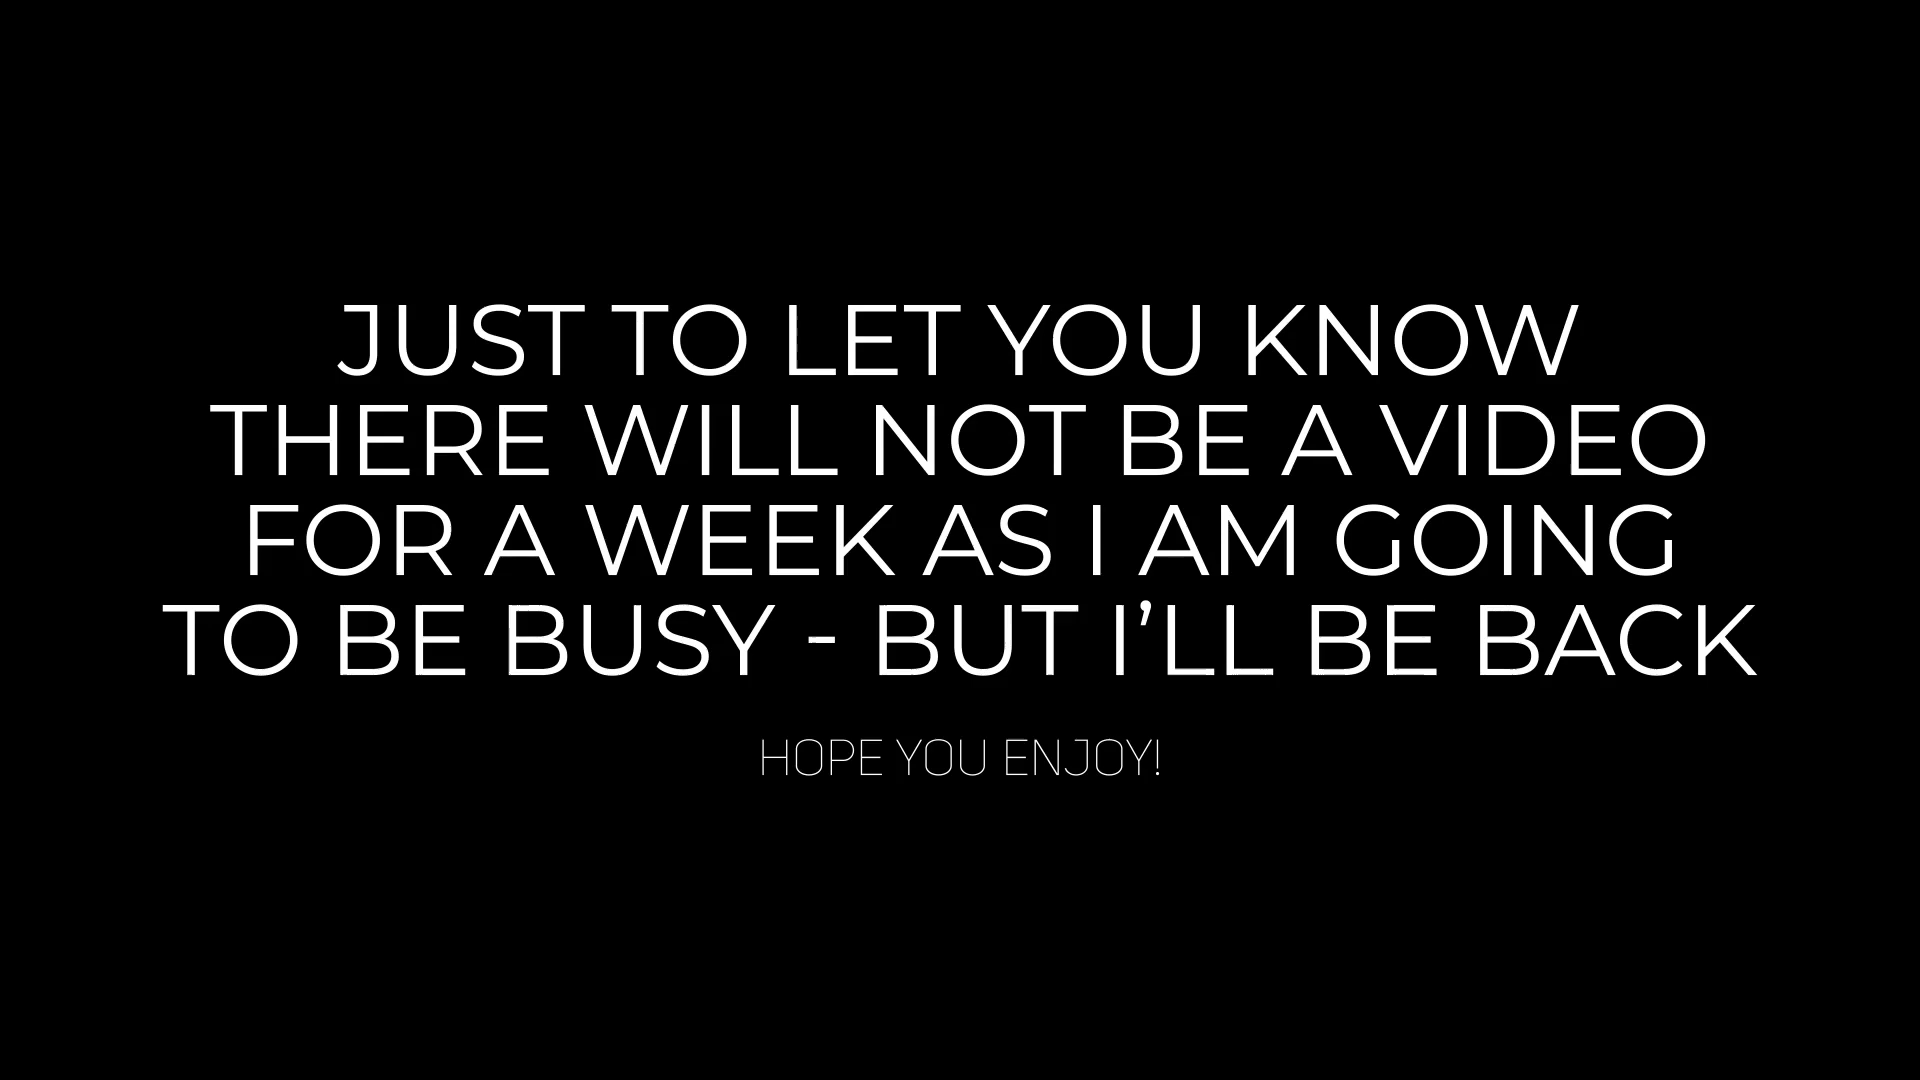 JUST TO LET YOU KNOW
THERE WILL NOT BE A VIDEO
FOR A WEEK AS I AM GOING
TO BE BUSY - BUT I’LL BE BACK
HOPE YOU ENJOY!